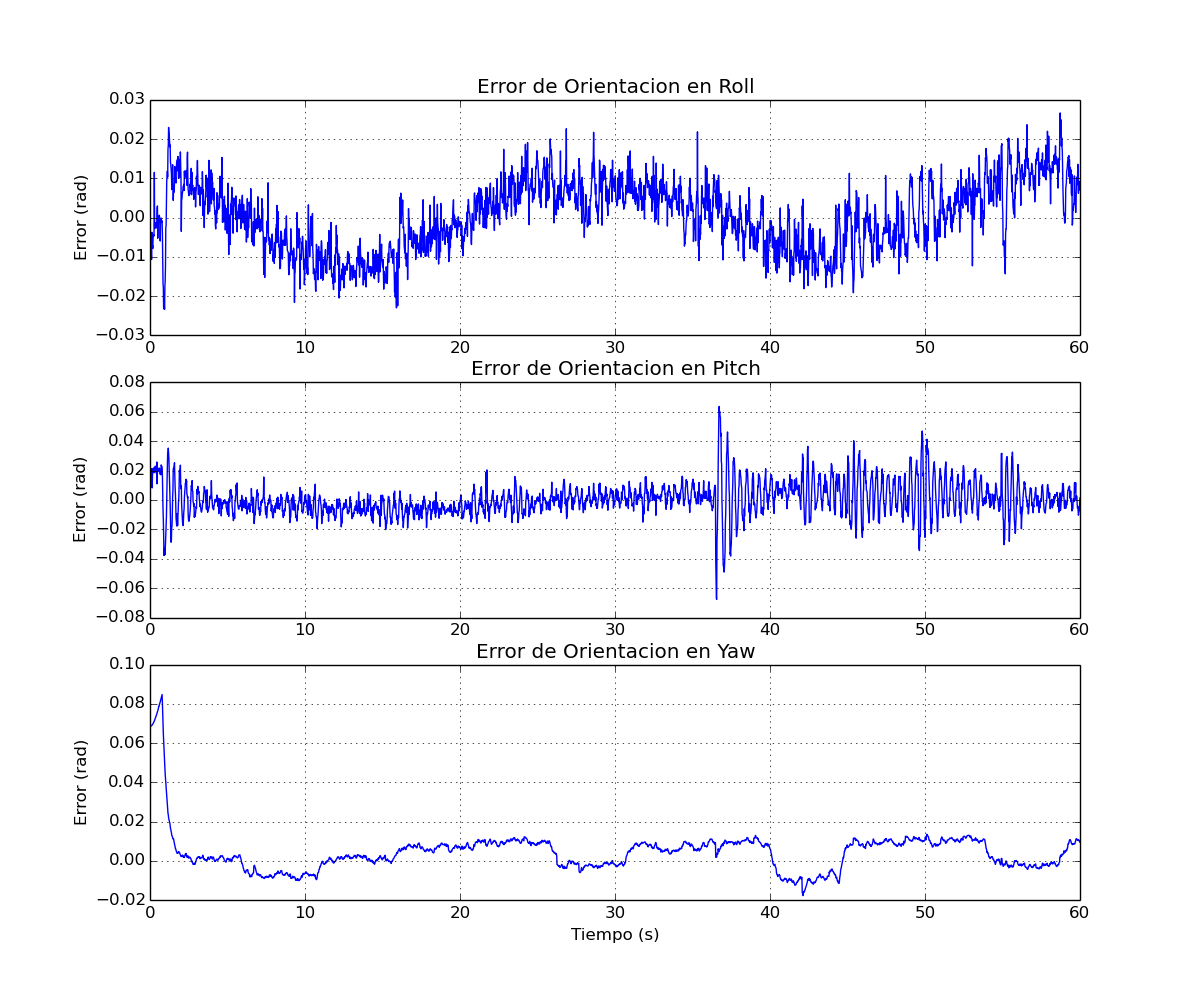 Error de Orientacion en Roll
0.03
0.02
0.01
0.00
−0.01
−0.02
−0.03
Error (rad)
0 10 20 30 40 50 60
Error de Orientacion en Pitch
0.08
0.06
0.04
0.02
0.00
−0.02
−0.04
−0.06
−0.08
Error (rad)
0 10 20 30 40 50 60
Error de Orientacion en Yaw
0.10
0.08
0.06
0.04
0.02
0.00
−0.02
Error (rad)
0 10 20 30 40 50 60
Tiempo (s)